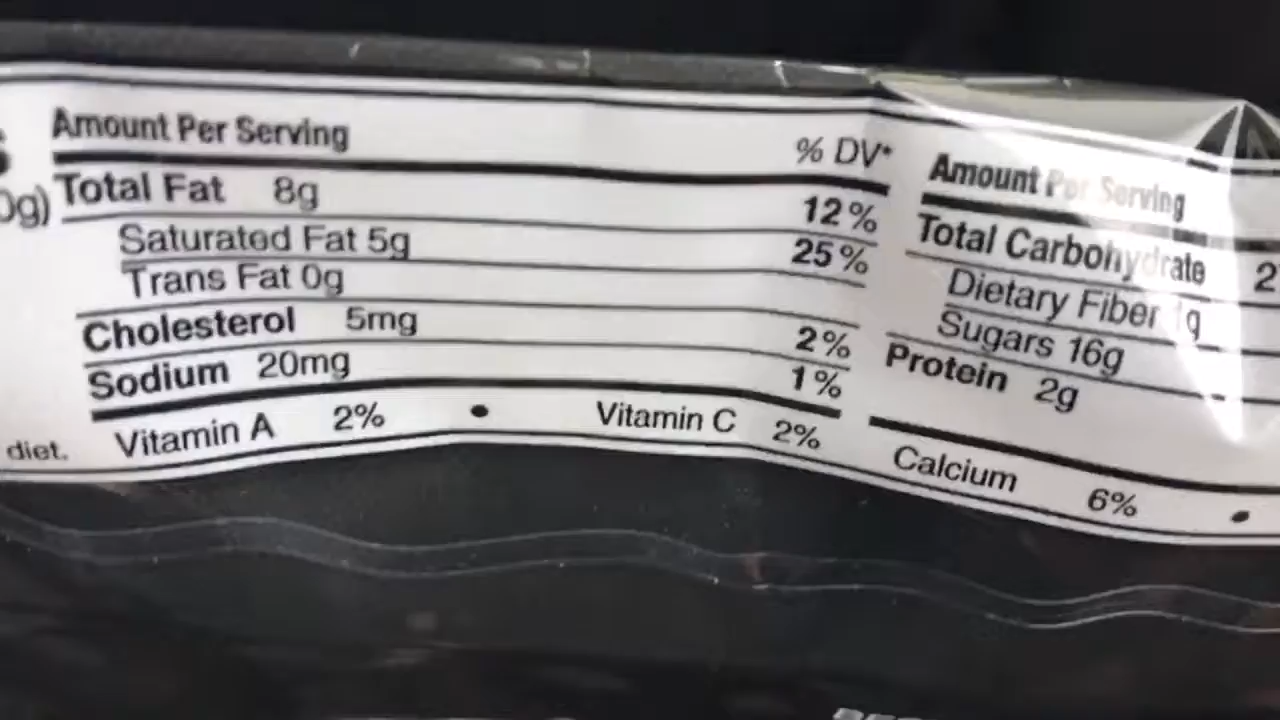 Amount Per Serving
% DV*
Total Fat 8g 12%
Saturated Fat 5g 25%
Trans Fat 0g
Cholesterol 5mg 2%
Sodium 20mg 1%
Vitamin A 2% • Vitamin C 2%
diet.
Amount Per Serving
Total Carbohydrate
Dietary Fiber 1g
Sugars 16g
Protein 2g
Calcium 6% •